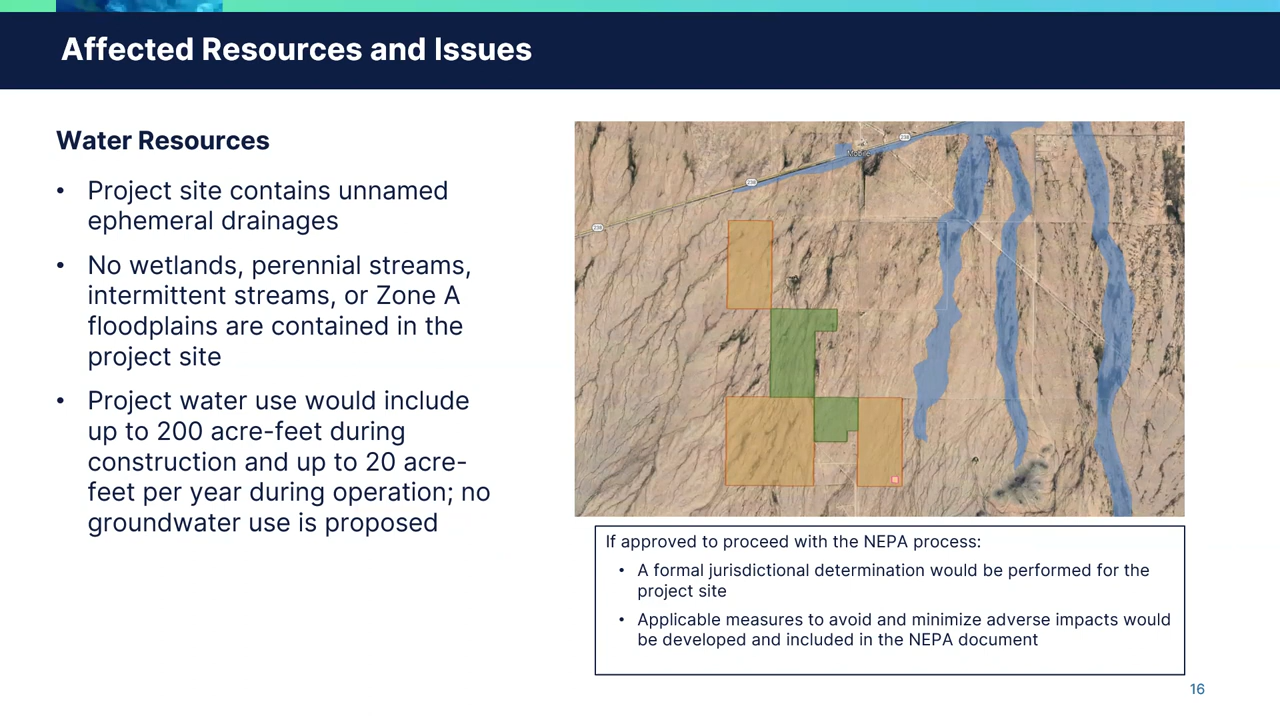 Affected Resources and Issues
Water Resources
• Project site contains unnamed
ephemeral drainages
• No wetlands, perennial streams,
intermittent streams, or Zone A
floodplains are contained in the
project site
• Project water use would include
up to 200 acre-feet during
construction and up to 20 acre-
feet per year during operation; no
groundwater use is proposed
238
Mobile
238
238
If approved to proceed with the NEPA process:
• A formal jurisdictional determination would be performed for the
project site
• Applicable measures to avoid and minimize adverse impacts would
be developed and included in the NEPA document
16